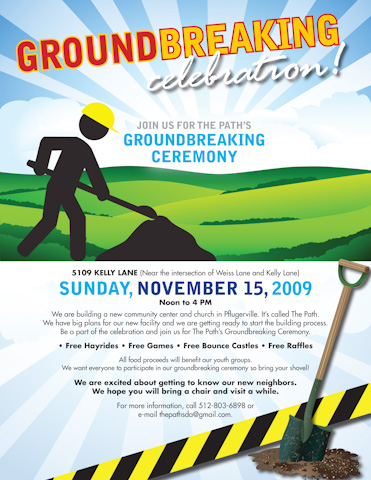 GROUNDBREAKING
celebration!
JOIN US FOR THE PATH'S
GROUNDBREAKING
CEREMONY
5109 KELLY LANE (Near the intersection of Weiss Lane and Kelly Lane)
SUNDAY, NOVEMBER 15, 2009
Noon to 4 PM
We are building a new community center and church in Pflugerville. It's called The Path.
We have big plans for our new facility and we are getting ready to start the building process.
Be a part of the celebration and join us for The Path's Groundbreaking Ceremony.
• Free Hayrides • Free Games • Free Bounce Castles • Free Raffles
All food proceeds will benefit our youth groups.
We want everyone to participate in our groundbreaking ceremony so bring your shovel!
We are excited about getting to know our new neighbors.
We hope you will bring a chair and visit a while.
For more information, call 512-803-6898 or
e-mail thepathsda@gmail.com.